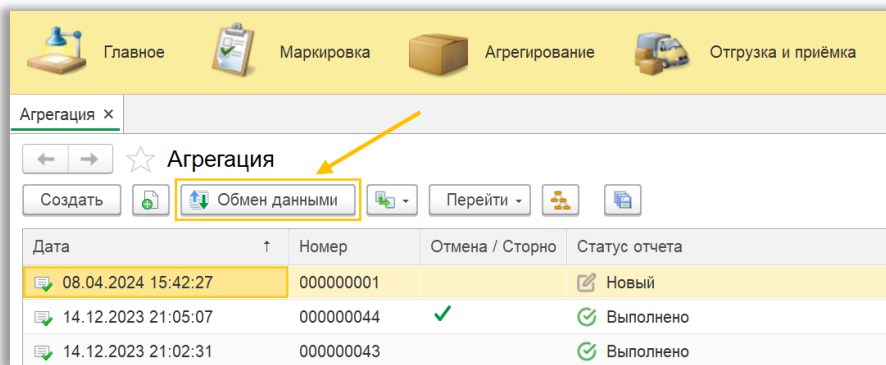 Главное Маркировка Агрегирование Отгрузка и приёмка
Агрегация ×
Агрегация
Создать Обмен данными Перейти
Дата ↑ Номер Отмена / Сторно Статус отчета
08.04.2024 15:42:27 000000001 Новый
14.12.2023 21:05:07 000000044 Выполнено
14.12.2023 21:02:31 000000043 Выполнено